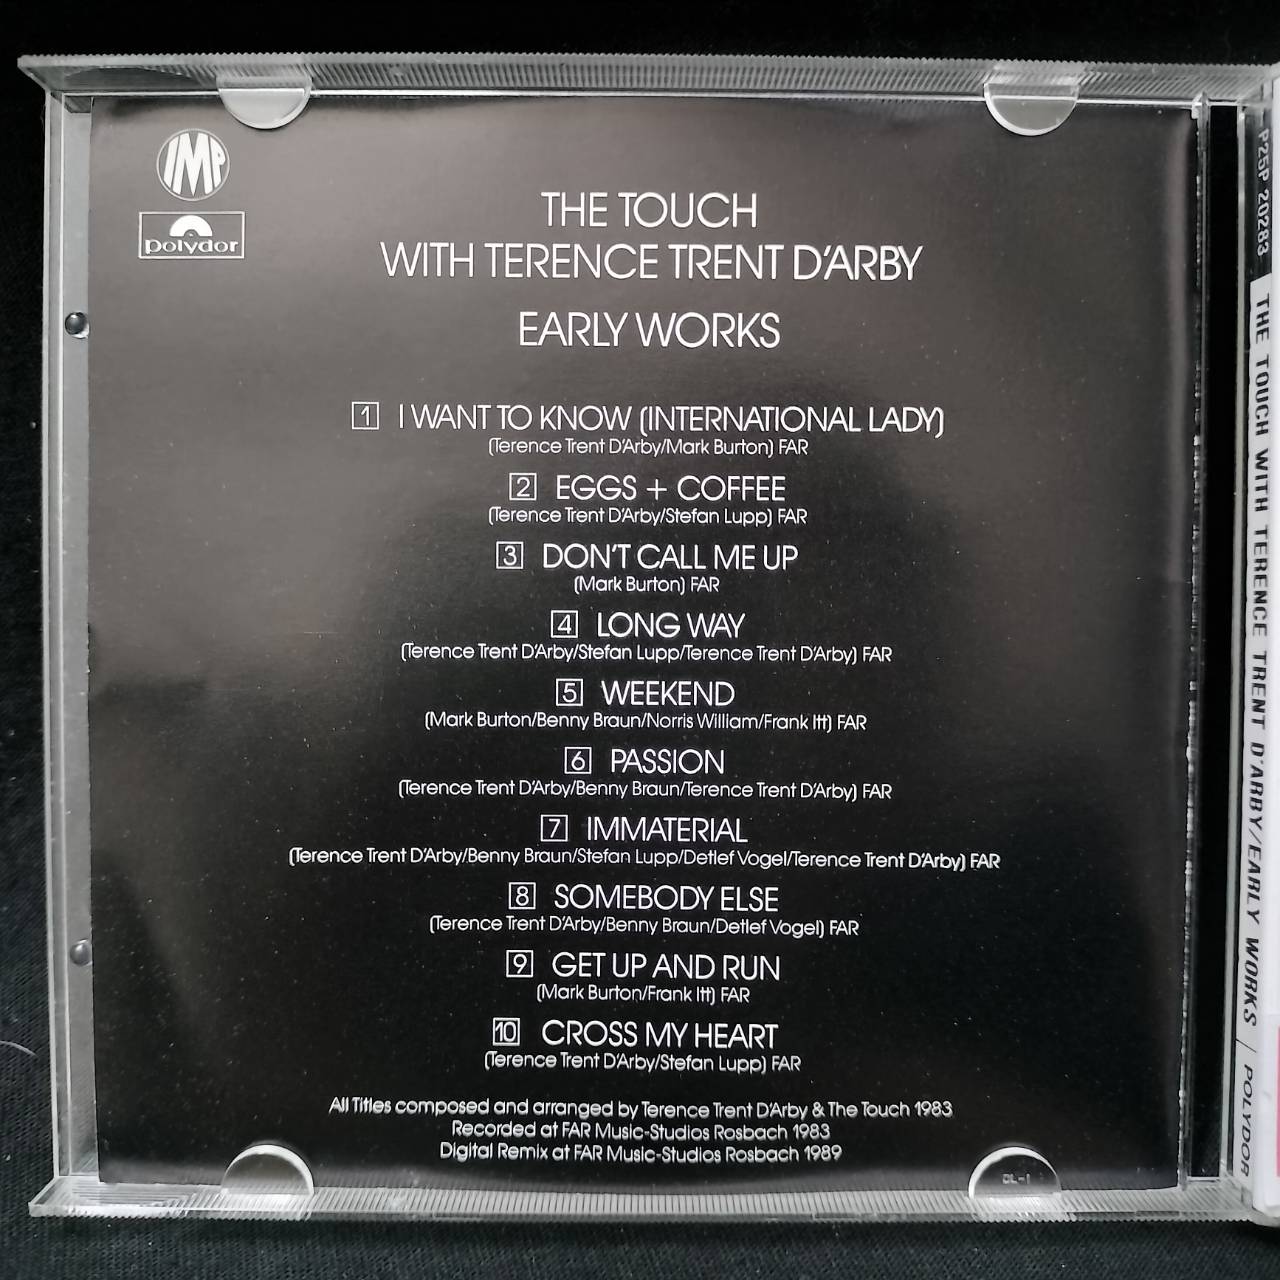 IMP
polydor
THE TOUCH
WITH TERENCE TRENT D'ARBY
EARLY WORKS
1 I WANT TO KNOW (INTERNATIONAL LADY)
(Terence Trent D'Arby/Mark Burton) FAR
2 EGGS + COFFEE
(Terence Trent D'Arby/Stefan Lupp) FAR
3 DON'T CALL ME UP
(Mark Burton) FAR
4 LONG WAY
(Terence Trent D'Arby/Stefan Lupp/Terence Trent D'Arby) FAR
5 WEEKEND
(Mark Burton/Benny Braun/Norris William/Frank Itt) FAR
6 PASSION
(Terence Trent D'Arby/Benny Braun/Terence Trent D'Arby) FAR
7 IMMATERIAL
(Terence Trent D'Arby/Benny Braun/Stefan Lupp/Detlef Vogel/Terence Trent D'Arby) FAR
8 SOMEBODY ELSE
(Terence Trent D'Arby/Benny Braun/Detlef Vogel) FAR
9 GET UP AND RUN
(Mark Burton/Frank Itt) FAR
10 CROSS MY HEART
(Terence Trent D'Arby/Stefan Lupp) FAR
All Titles composed and arranged by Terence Trent D'Arby & The Touch 1983
Recorded at FAR Music-Studios Rosbach 1983
Digital Remix at FAR Music-Studios Rosbach 1989
DL-1
P25P 20283 THE TOUCH WITH TERENCE TRENT D'ARBY/EARLY WORKS | POLYDOR